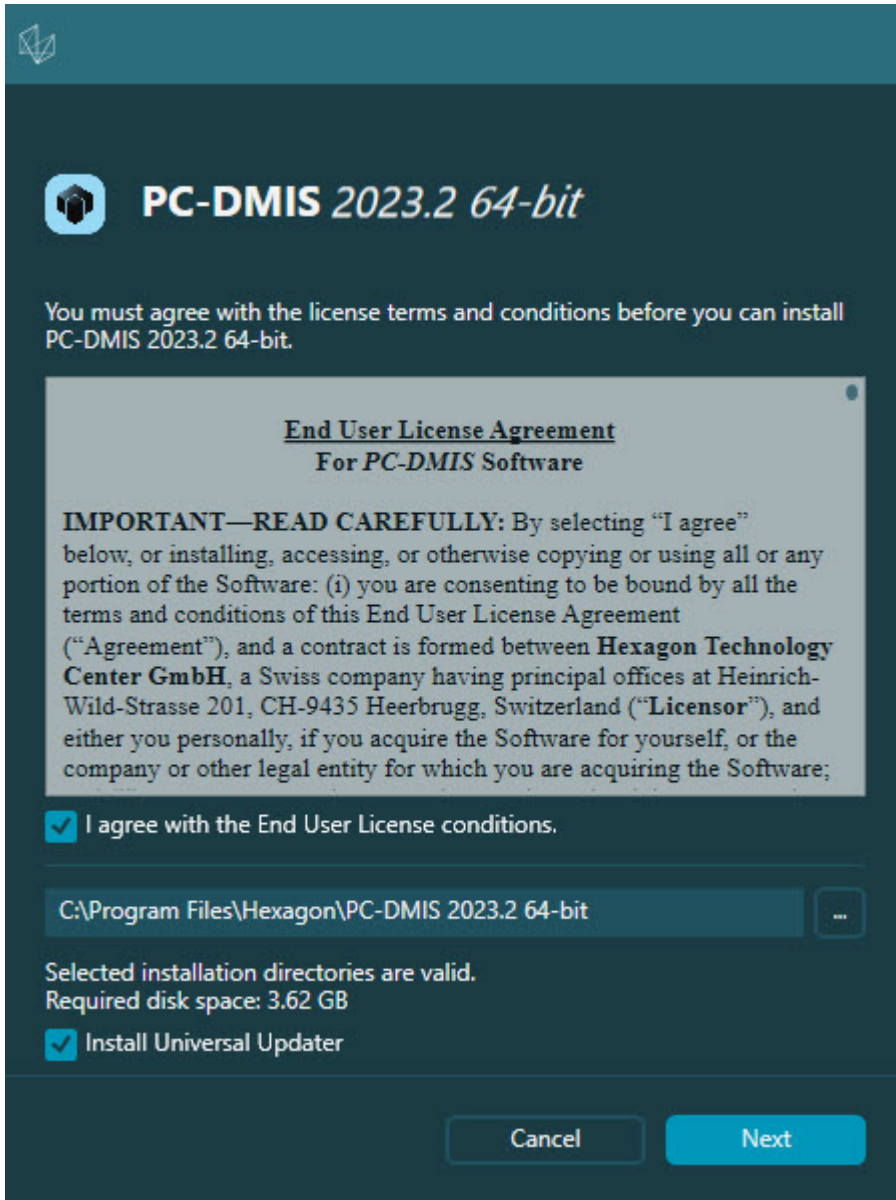 PC-DMIS 2023.2 64-bit
You must agree with the license terms and conditions before you can install
PC-DMIS 2023.2 64-bit.
End User License Agreement
For PC-DMIS Software
IMPORTANT—READ CAREFULLY: By selecting “I agree”
below, or installing, accessing, or otherwise copying or using all or any
portion of the Software: (i) you are consenting to be bound by all the
terms and conditions of this End User License Agreement
(“Agreement”), and a contract is formed between Hexagon Technology
Center GmbH, a Swiss company having principal offices at Heinrich-
Wild-Strasse 201, CH-9435 Heerbrugg, Switzerland (“Licensor”), and
either you personally, if you acquire the Software for yourself, or the
company or other legal entity for which you are acquiring the Software;
I agree with the End User License conditions.
C:\Program Files\Hexagon\PC-DMIS 2023.2 64-bit
...
Selected installation directories are valid.
Required disk space: 3.62 GB
Install Universal Updater
Cancel
Next